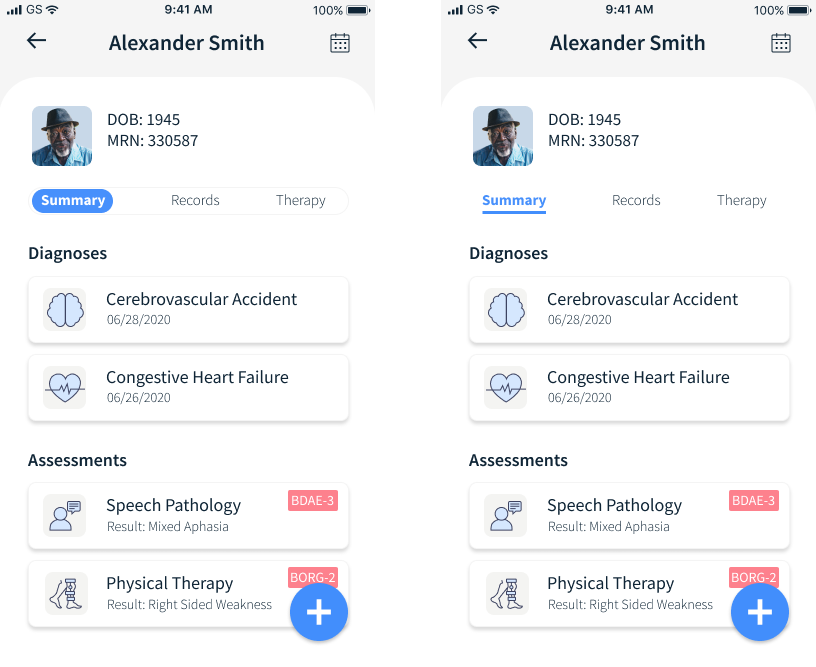 GS 9:41 AM 100%
Alexander Smith
DOB: 1945
MRN: 330587
Summary Records Therapy
Diagnoses
Cerebrovascular Accident
06/28/2020
Congestive Heart Failure
06/26/2020
Assessments
Speech Pathology BDAE-3
Result: Mixed Aphasia
Physical Therapy BORG-2
Result: Right Sided Weakness
GS 9:41 AM 100%
Alexander Smith
DOB: 1945
MRN: 330587
Summary Records Therapy
Diagnoses
Cerebrovascular Accident
06/28/2020
Congestive Heart Failure
06/26/2020
Assessments
Speech Pathology BDAE-3
Result: Mixed Aphasia
Physical Therapy BORG-2
Result: Right Sided Weakness